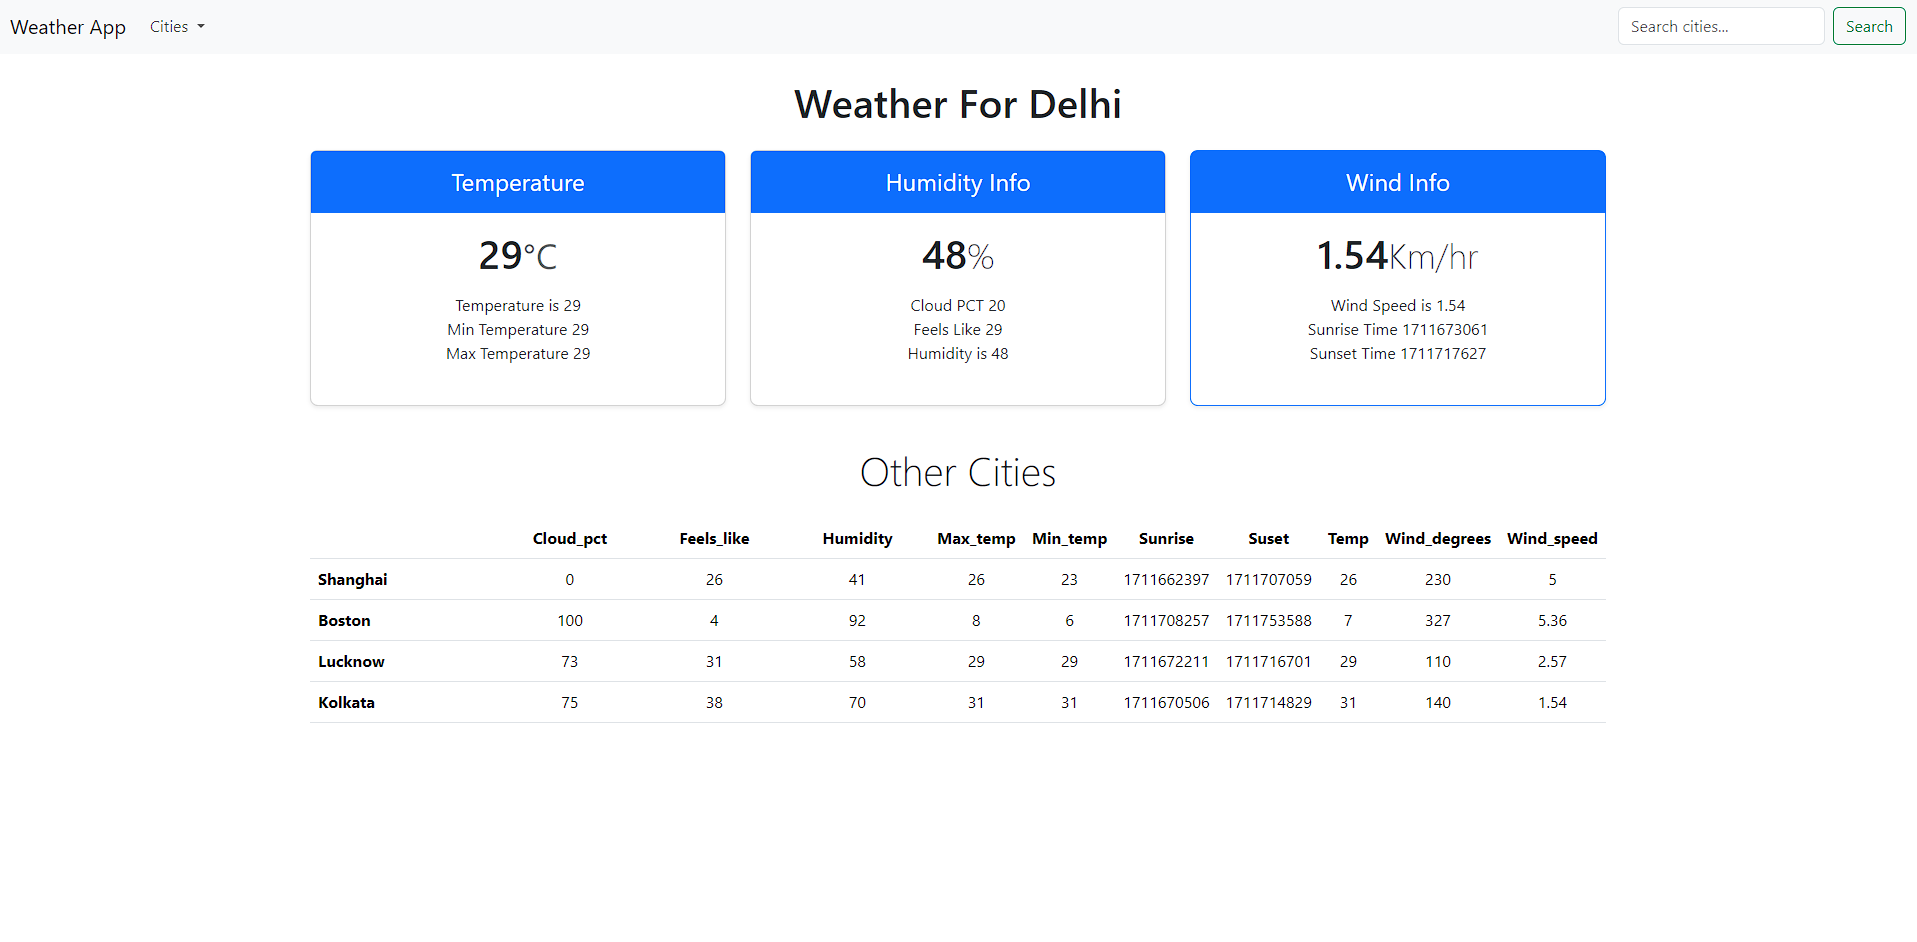 Weather App Cities Search cities... Search
Weather For Delhi
Temperature
29°C
Temperature is 29
Min Temperature 29
Max Temperature 29
Humidity Info
48%
Cloud PCT 20
Feels Like 29
Humidity is 48
Wind Info
1.54Km/hr
Wind Speed is 1.54
Sunrise Time 1711673061
Sunset Time 1711717627
Other Cities
Cloud_pct Feels_like Humidity Max_temp Min_temp Sunrise Suset Temp Wind_degrees Wind_speed
Shanghai 0 26 41 26 23 1711662397 1711707059 26 230 5
Boston 100 4 92 8 6 1711708257 1711753588 7 327 5.36
Lucknow 73 31 58 29 29 1711672211 1711716701 29 110 2.57
Kolkata 75 38 70 31 31 1711670506 1711714829 31 140 1.54